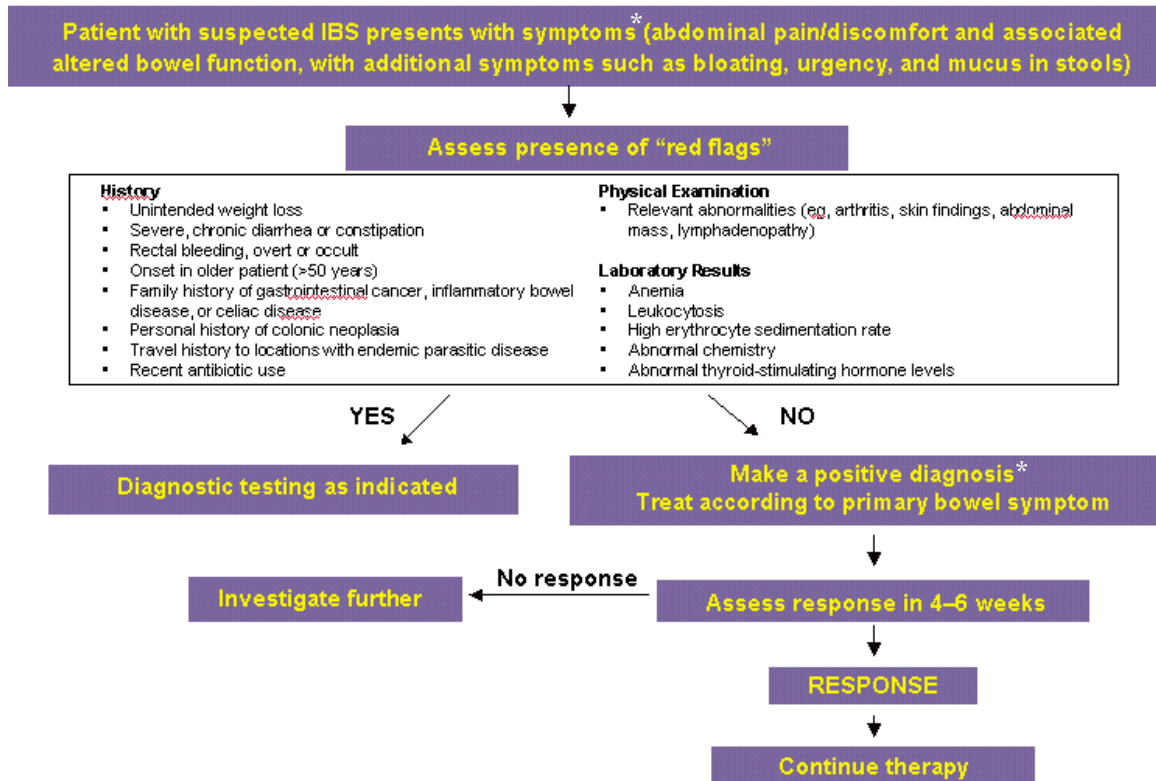 Patient with suspected IBS presents with symptoms* (abdominal pain/discomfort and associated
altered bowel function, with additional symptoms such as bloating, urgency, and mucus in stools)
Assess presence of “red flags”
History
▪ Unintended weight loss
▪ Severe, chronic diarrhea or constipation
▪ Rectal bleeding, overt or occult
▪ Onset in older patient (>50 years)
▪ Family history of gastrointestinal cancer, inflammatory bowel
disease, or celiac disease
▪ Personal history of colonic neoplasia
▪ Travel history to locations with endemic parasitic disease
▪ Recent antibiotic use
Physical Examination
▪ Relevant abnormalities (eg, arthritis, skin findings, abdominal
mass, lymphadenopathy)
Laboratory Results
▪ Anemia
▪ Leukocytosis
▪ High erythrocyte sedimentation rate
▪ Abnormal chemistry
▪ Abnormal thyroid-stimulating hormone levels
YES
NO
Diagnostic testing as indicated
Make a positive diagnosis*
Treat according to primary bowel symptom
No response
Investigate further
Assess response in 4–6 weeks
RESPONSE
Continue therapy